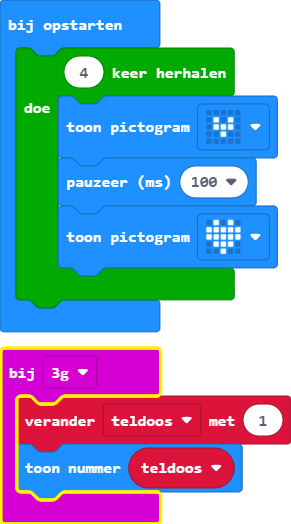 bij opstarten
4 keer herhalen
doe
toon pictogram
pauzeer (ms) 100
toon pictogram
bij 3g
verander teldoos met 1
toon nummer teldoos